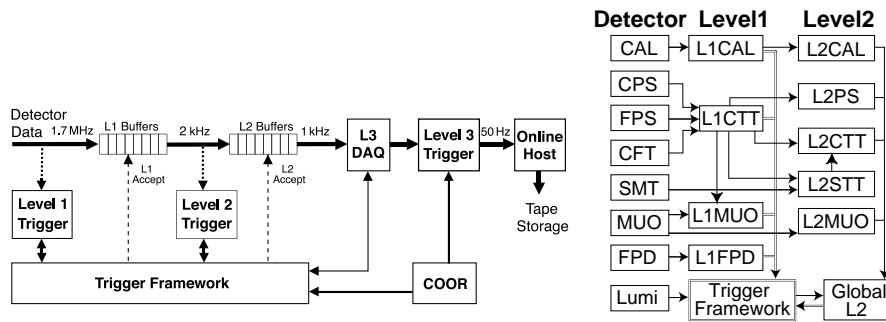 Detector
Data
1.7 MHz
L1 Buffers
2 kHz
L2 Buffers
1 kHz
L3
DAQ
Level 3
Trigger
50 Hz
Online
Host
L1
Accept
L2
Accept
Level 1
Trigger
Level 2
Trigger
Tape
Storage
Trigger Framework
COOR
Detector Level1 Level2
CAL L1CAL L2CAL
CPS
L2PS
FPS L1CTT
L2CTT
CFT
SMT L2STT
MUO L1MUO L2MUO
FPD L1FPD
Lumi
Trigger
Framework
Global
L2